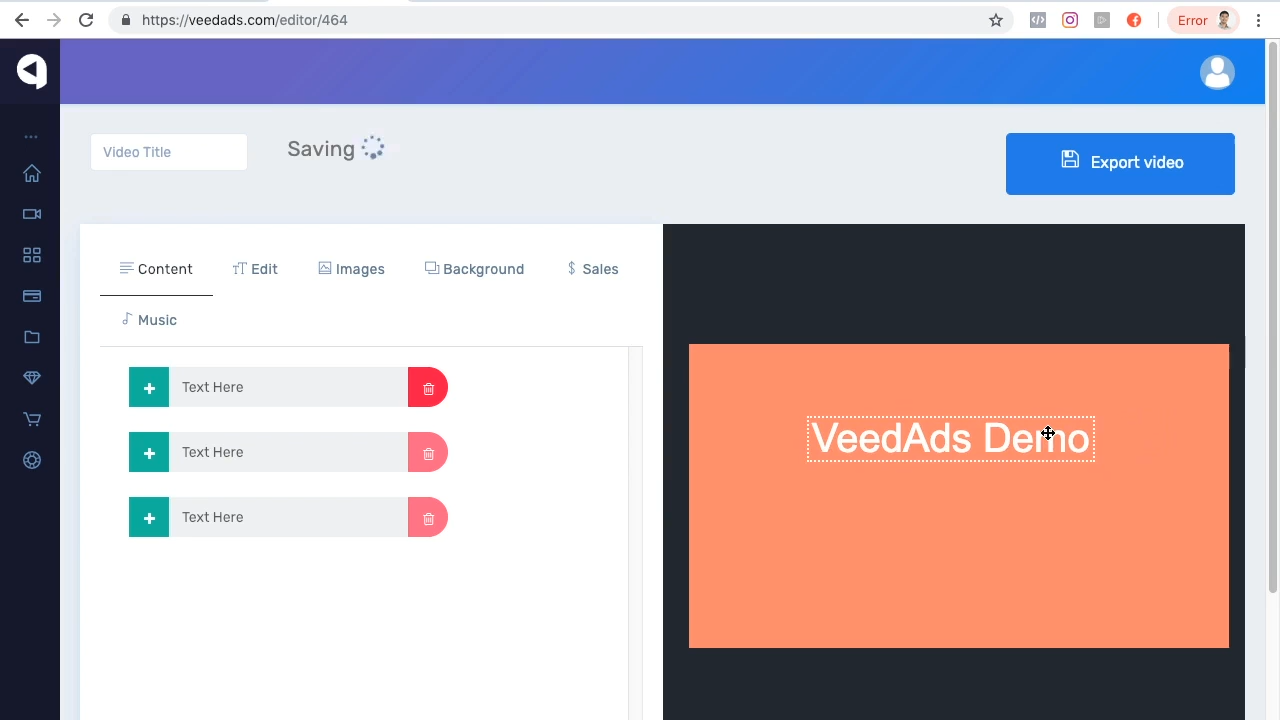 https://veedads.com/editor/464
Error
Video Title
Saving
Export video
Content
Edit
Images
Background
$ Sales
Music
Text Here
Text Here
Text Here
VeedAds Demo